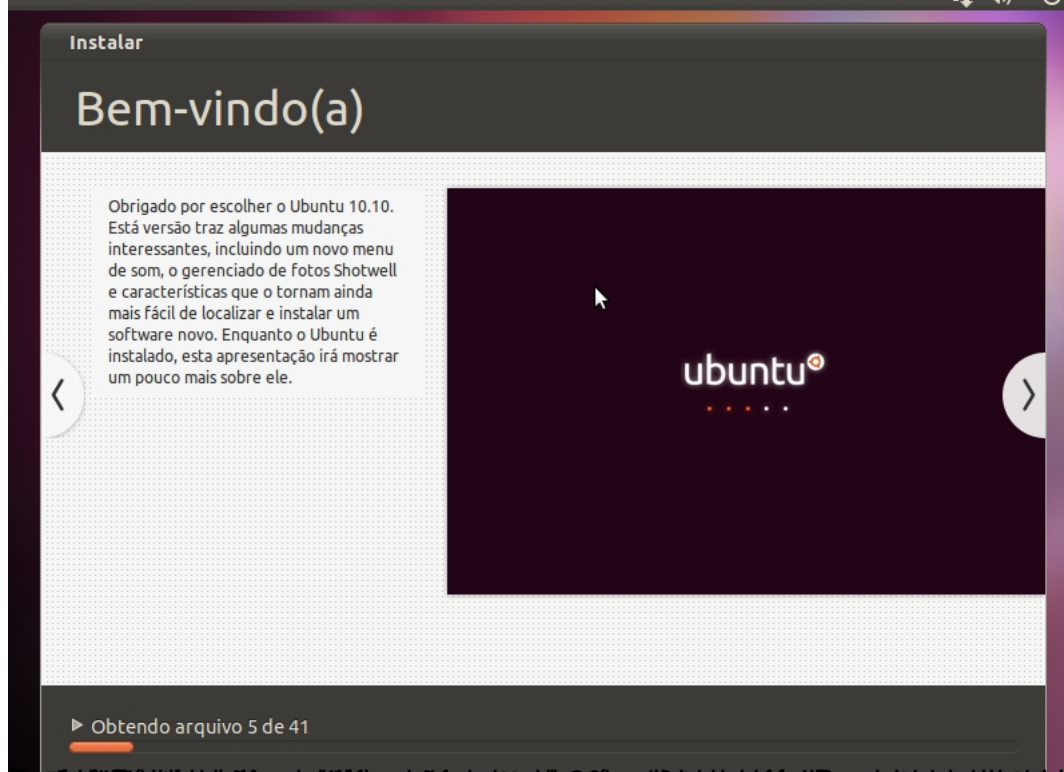 Instalar
Bem-vindo(a)
Obrigado por escolher o Ubuntu 10.10.
Está versão traz algumas mudanças
interessantes, incluindo um novo menu
de som, o gerenciado de fotos Shotwell
e características que o tornam ainda
mais fácil de localizar e instalar um
software novo. Enquanto o Ubuntu é
instalado, esta apresentação irá mostrar
um pouco mais sobre ele.
ubuntu
Obtendo arquivo 5 de 41